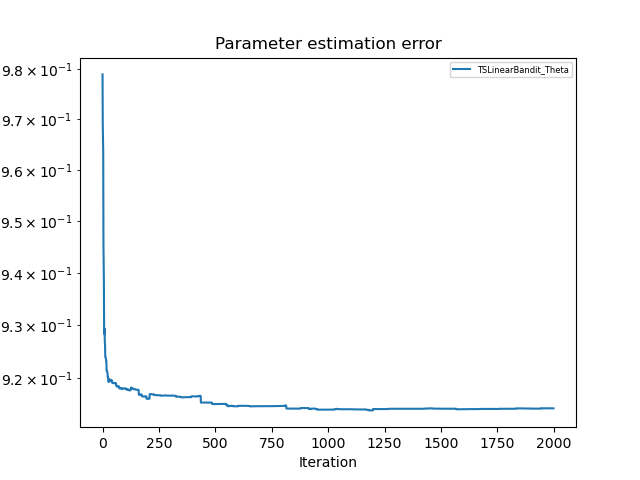 Parameter estimation error
TSLinearBandit_Theta
9.8 × 10⁻¹
9.7 × 10⁻¹
9.6 × 10⁻¹
9.5 × 10⁻¹
9.4 × 10⁻¹
9.3 × 10⁻¹
9.2 × 10⁻¹
0 250 500 750 1000 1250 1500 1750 2000
Iteration